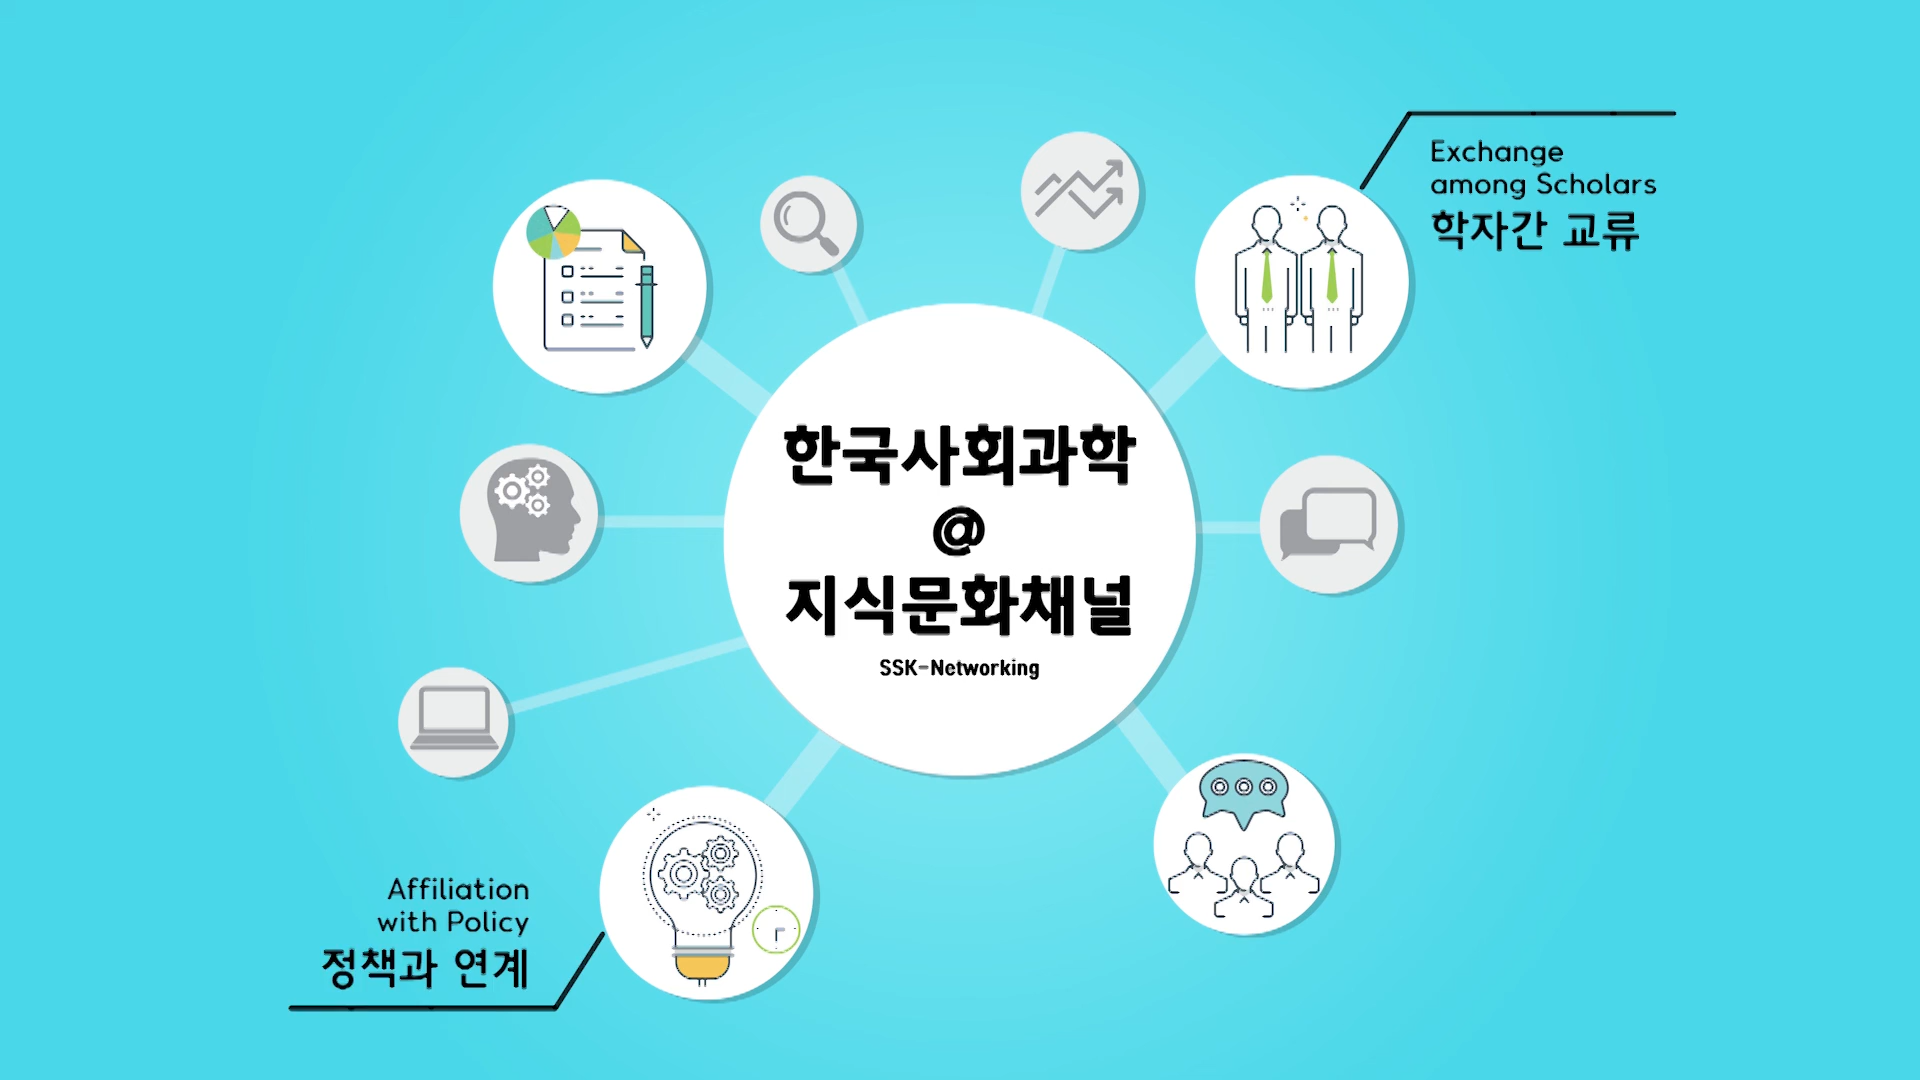 Exchange
among Scholars
학자간 교류
한국사회과학
@
지식문화채널
SSK-Networking
Affiliation
with Policy
정책과 연계